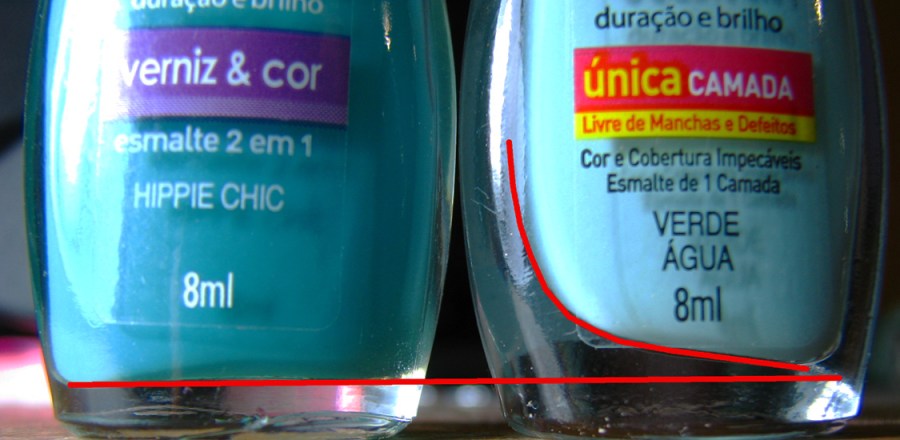 duração e brilho
verniz & cor
esmalte 2 em 1
HIPPIE CHIC
8ml
duração e brilho
única CAMADA
Livre de Manchas e Defeitos
Cor e Cobertura Impecáveis
Esmalte de 1 Camada
VERDE
ÁGUA
8ml